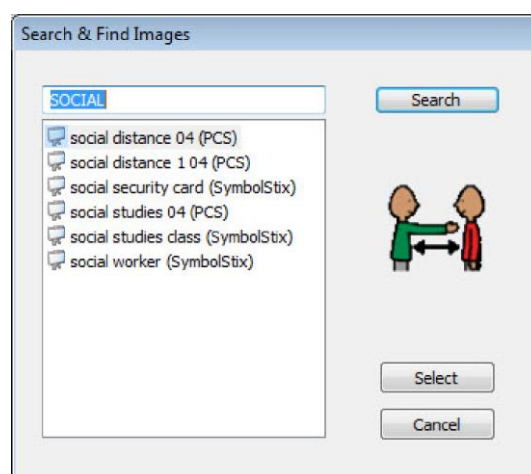 Search & Find Images
SOCIAL
Search
social distance 04 (PCS)
social distance 1 04 (PCS)
social security card (SymbolStix)
social studies 04 (PCS)
social studies class (SymbolStix)
social worker (SymbolStix)
Select
Cancel